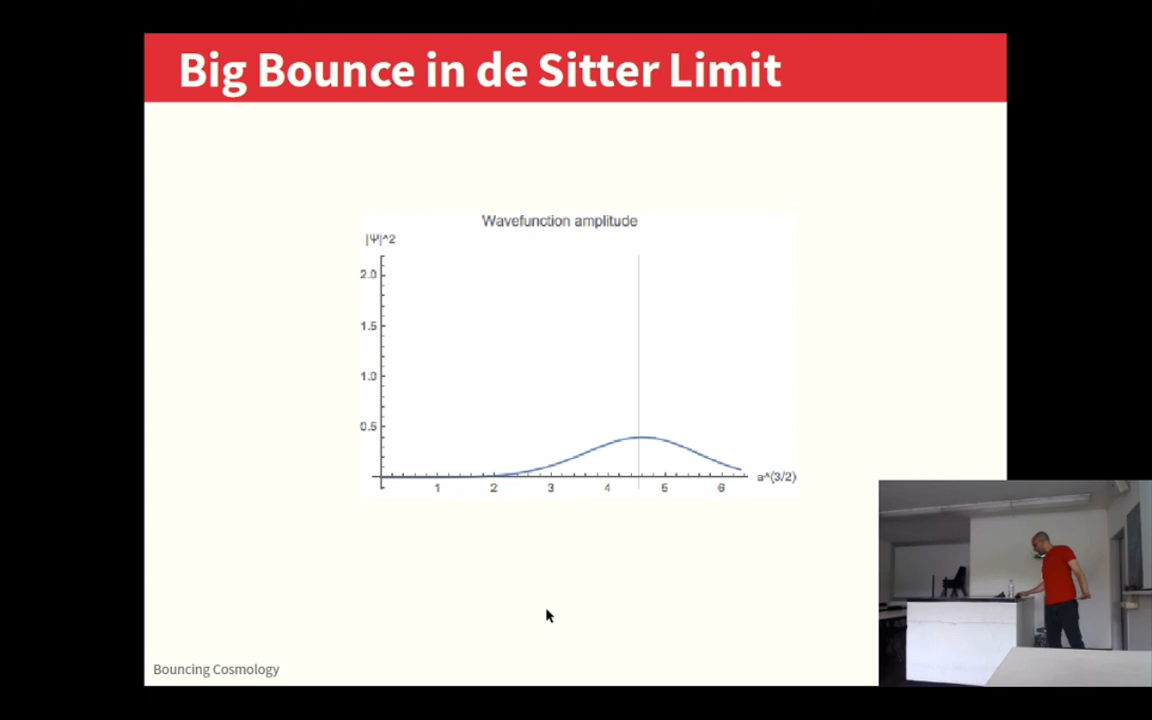 Big Bounce in de Sitter Limit
Wavefunction amplitude
|Ψ|^2
2.0
1.5
1.0
0.5
1 2 3 4 5 6
a^(3/2)
Bouncing Cosmology